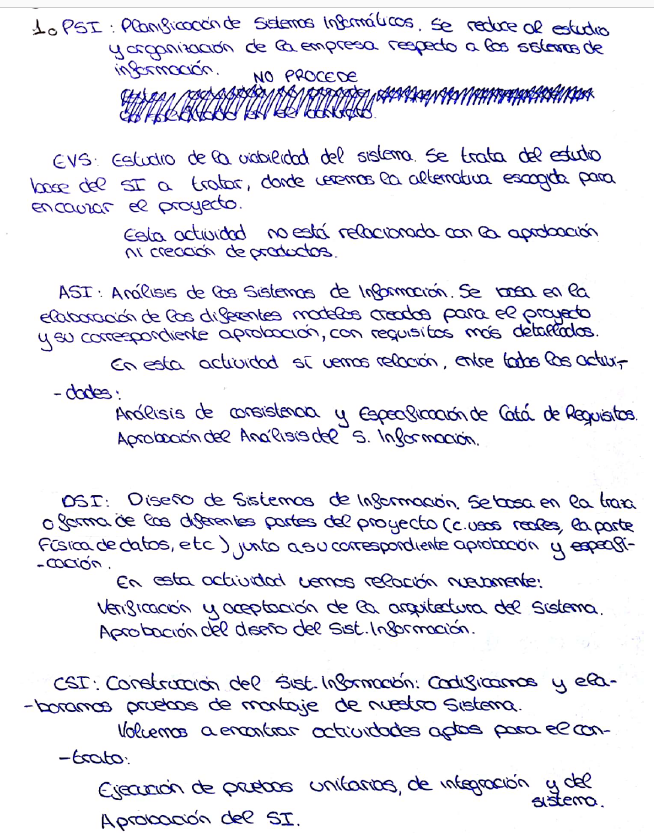 1. PSI: Planificación de Sistemas Informáticos. Se reduce al estudio
y organización de la empresa respecto a los sistemas de
información.
NO PROCEDE
EVS: Estudio de la viabilidad del sistema. Se trata del estudio
base del SI a tratar, donde veremos la alternativa escogida para
encauzar el proyecto.
Esta actividad no está relacionada con la aprobación
ni creación de productos.
ASI: Análisis de los Sistemas de Información. Se basa en la
elaboración de los diferentes modelos creados para el proyecto
y su correspondiente aprobación, con requisitos más detallados.
En esta actividad sí vemos relación, entre todas las activi-
-dades:
Análisis de consistencia y Especificación de Catá de Requisitos.
Aprobación del Análisis del S. Información.
DSI: Diseño de Sistemas de Información. Se basa en la traza
o forma de las diferentes partes del proyecto (c. usos reales, la parte
física de datos, etc) junto a su correspondiente aprobación y especifi-
-cación.
En esta actividad vemos relación nuevamente:
Verificación y aceptación de la arquitectura del Sistema.
Aprobación del diseño del Sist. Información.
CSI: Construcción del Sist. Información: Codificamos y ela-
-boramos pruebas de montaje de nuestro Sistema.
Volvemos a encontrar actividades aptas para el con-
-trato:
Ejecución de pruebas unitarias, de integración y del
sistema.
Aprobación del SI.